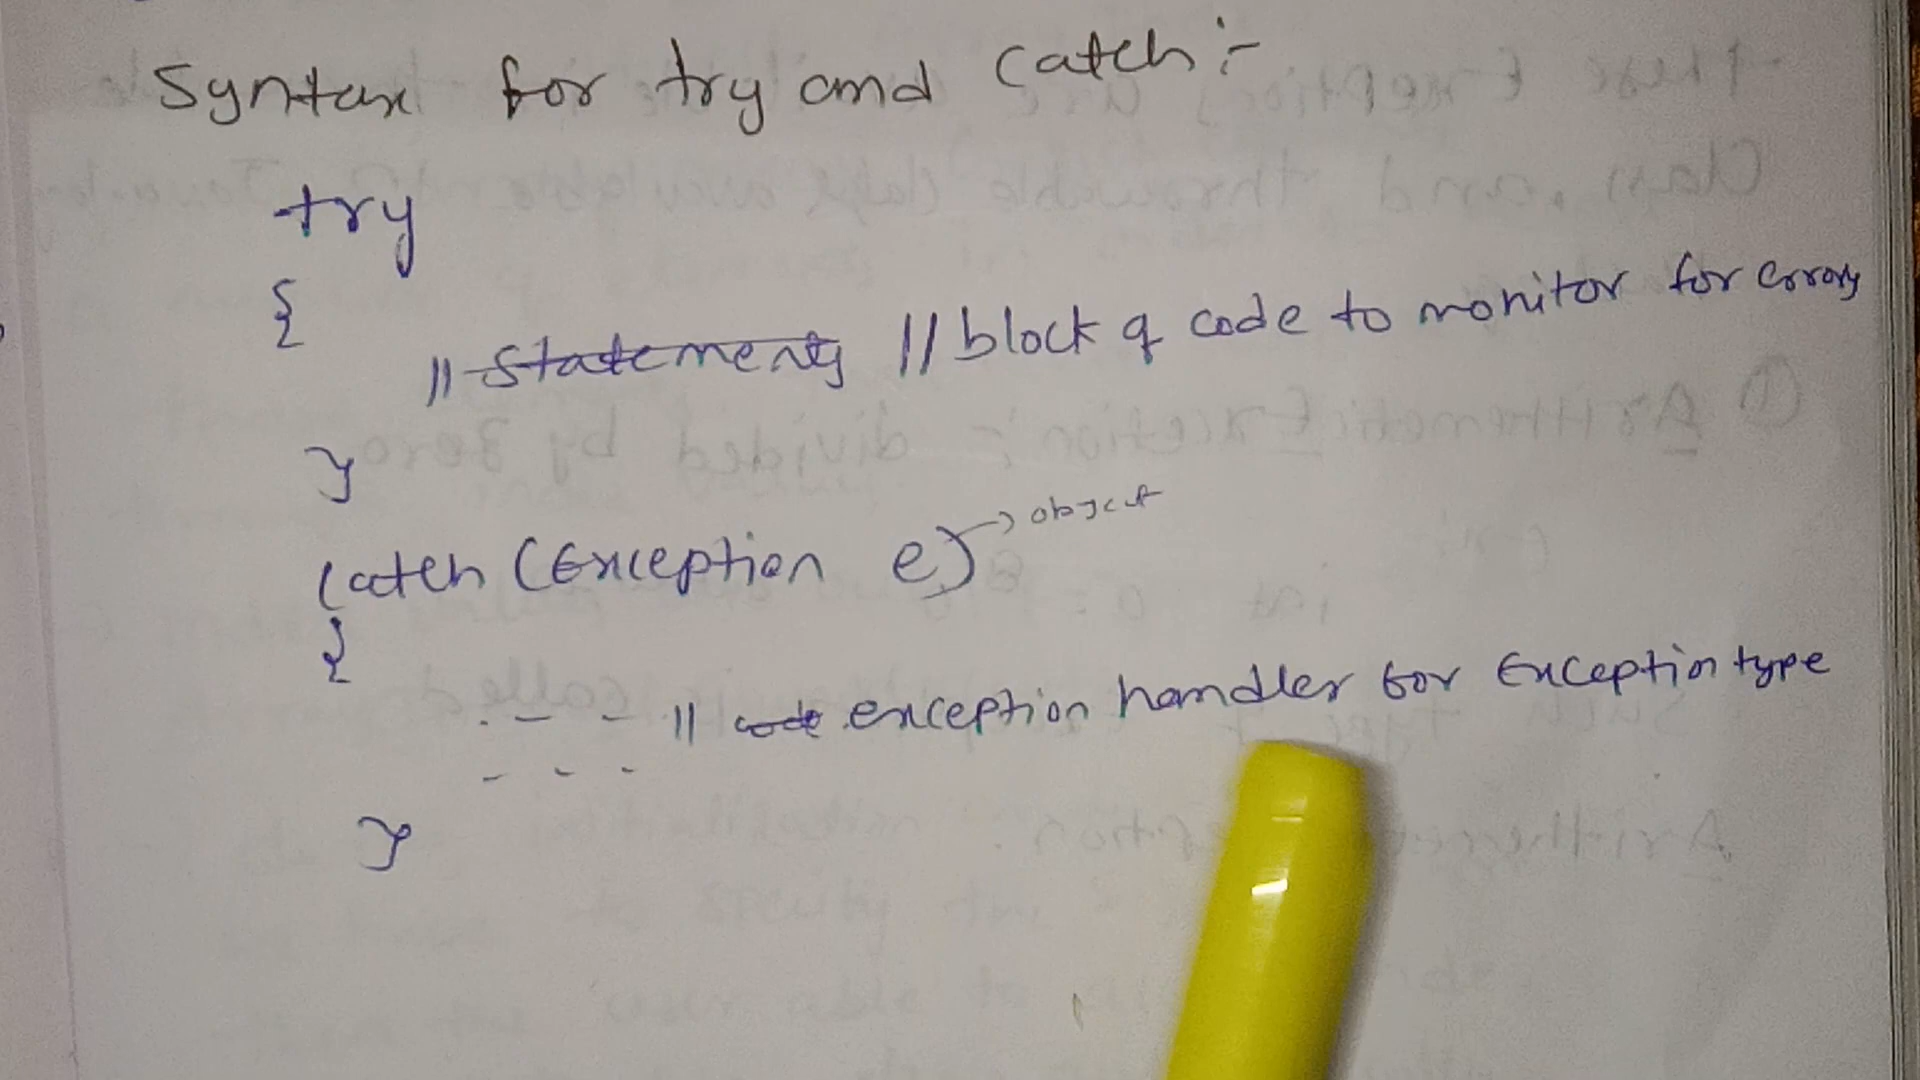 Syntax for try and catch :-
try
{
// Statements // block of code to monitor for errors
}
catch (Exception e) → object
{
. - - // code exception handler for Exception type
- - -
}